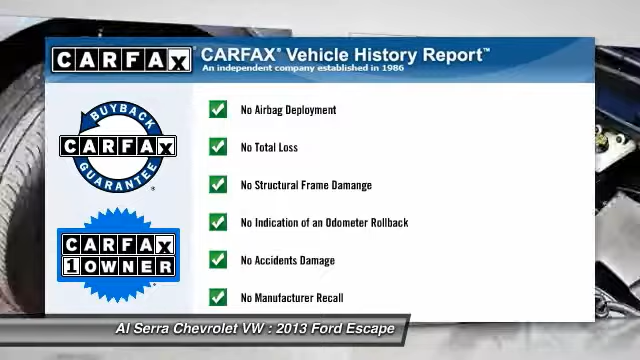 CARFAX® CARFAX® Vehicle History Report™
An independent company established in 1986
BUYBACK
CARFAX
GUARANTEE®
CARFAX
1 OWNER
No Airbag Deployment
No Total Loss
No Structural Frame Damange
No Indication of an Odometer Rollback
No Accidents Damage
No Manufacturer Recall
Al Serra Chevrolet VW : 2013 Ford Escape